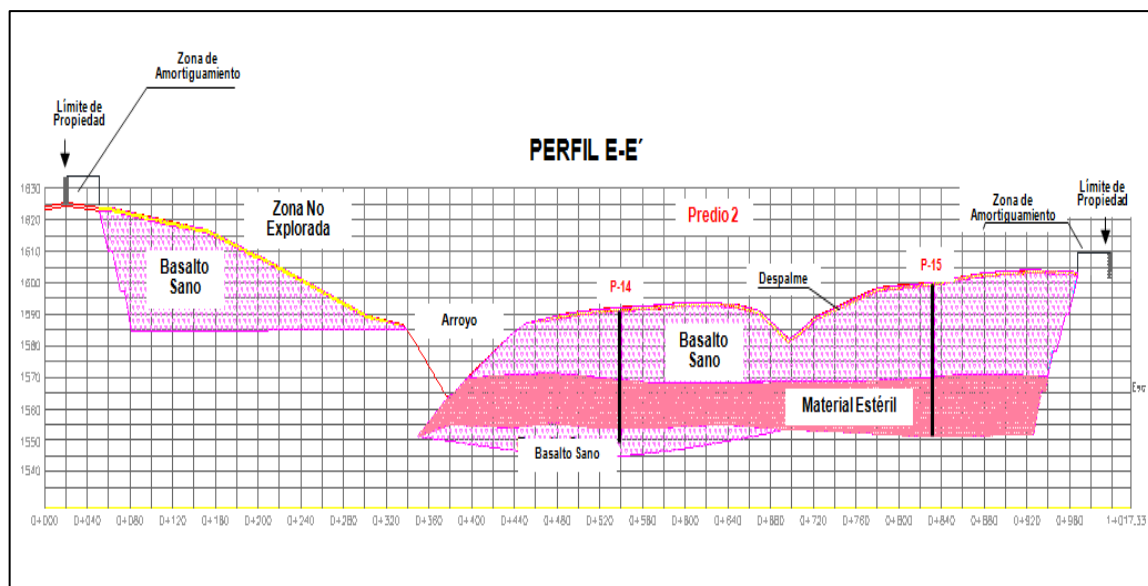 Zona de
Amortiguamiento
Límite de
Propiedad
PERFIL E-E´
Zona No
Explorada
Predio 2
Zona de
Amortiguamiento
Límite de
Propiedad
Basalto
Sano
Arroyo
P-14
Despalme
P-15
Basalto
Sano
Material Estéril
Basalto Sano
1630
1620
1610
1600
1590
1580
1570
1560
1550
1540
0+000 0+040 0+080 0+120 0+160 0+200 0+240 0+280 0+320 0+360 0+400 0+440 0+480 0+520 0+560 0+600 0+640 0+680 0+720 0+760 0+800 0+840 0+880 0+920 0+960 1+017.33